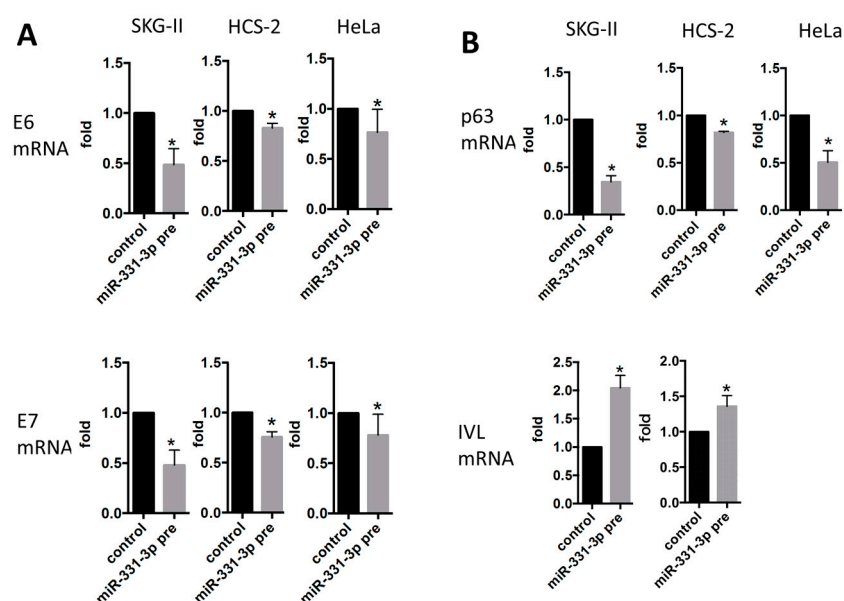 A
SKG-II HCS-2 HeLa
E6
mRNA
fold
1.5
1.0
0.5
0.0
control
miR-331-3p pre
*
fold
1.5
1.0
0.5
0.0
control
miR-331-3p pre
*
fold
1.5
1.0
0.5
0.0
control
miR-331-3p pre
*
E7
mRNA
fold
1.5
1.0
0.5
0.0
control
miR-331-3p pre
*
fold
1.5
1.0
0.5
0.0
control
miR-331-3p pre
*
fold
1.5
1.0
0.5
0.0
control
miR-331-3p pre
*
B
SKG-II HCS-2 HeLa
p63
mRNA
fold
1.5
1.0
0.5
0.0
control
miR-331-3p pre
*
fold
1.5
1.0
0.5
0.0
control
miR-331-3p pre
*
fold
1.5
1.0
0.5
0.0
control
miR-331-3p pre
*
IVL
mRNA
fold
2.5
2.0
1.5
1.0
0.5
0.0
control
miR-331-3p pre
*
fold
2.0
1.5
1.0
0.5
0.0
control
miR-331-3p pre
*